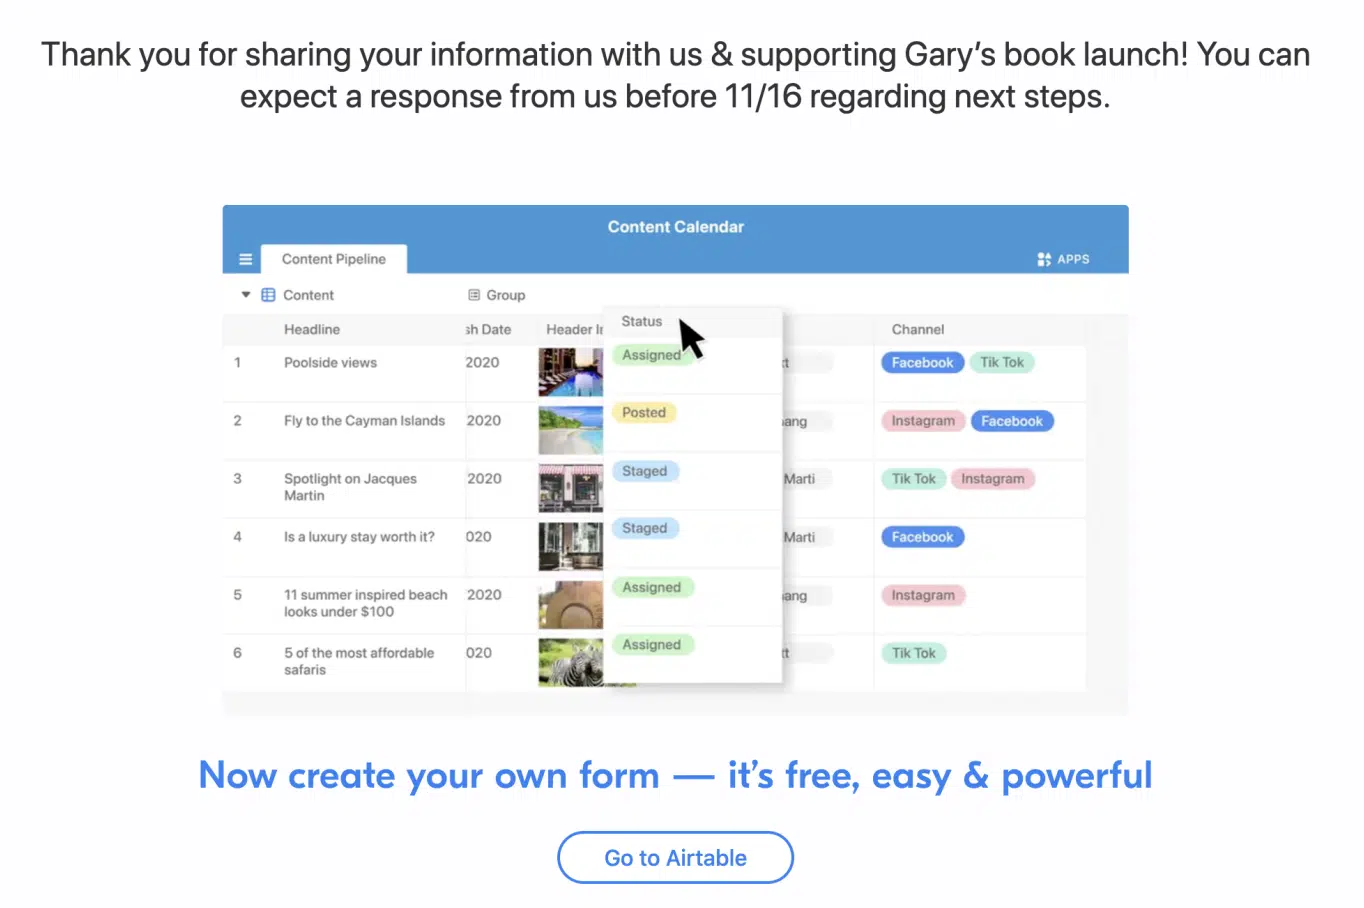 Thank you for sharing your information with us & supporting Gary's book launch! You can
expect a response from us before 11/16 regarding next steps.
Content Calendar
Content Pipeline
APPS
Content
Group
Headline
sh Date
Header In
Status
Channel
1
Poolside views
2020
Assigned
tt
Facebook
Tik Tok
2
Fly to the Cayman Islands
2020
Posted
ang
Instagram
Facebook
3
Spotlight on Jacques
Martin
2020
Staged
Marti
Tik Tok
Instagram
4
Is a luxury stay worth it?
020
Staged
Marti
Facebook
5
11 summer inspired beach
looks under $100
2020
Assigned
ang
Instagram
6
5 of the most affordable
safaris
020
Assigned
tt
Tik Tok
Now create your own form — it's free, easy & powerful
Go to Airtable